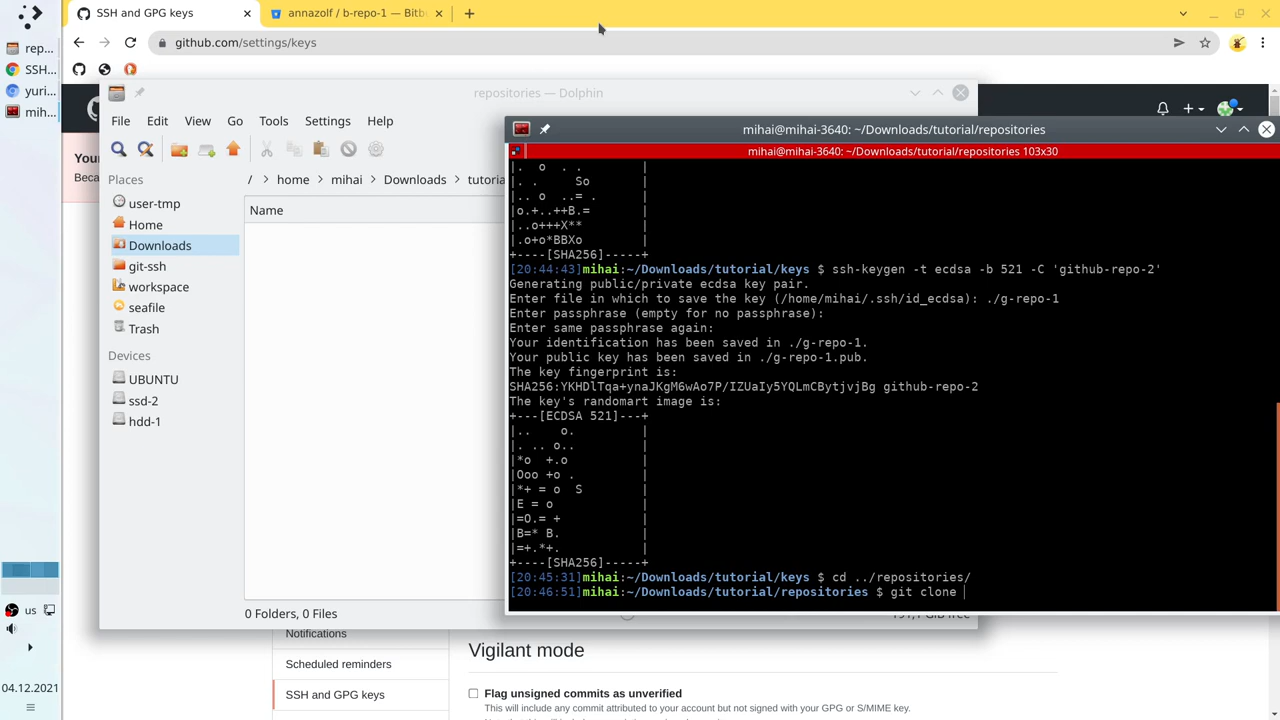 SSH and GPG keys
annazolf / b-repo-1 — Bitb
github.com/settings/keys
rep...
SSH...
yuri...
mih...
us
04.12.2021
You
Beca
repositories — Dolphin
File Edit View Go Tools Settings Help
Places
/ > home > mihai > Downloads > tutoria
user-tmp
Home
Downloads
git-ssh
workspace
seafile
Trash
Devices
UBUNTU
ssd-2
hdd-1
Name
0 Folders, 0 Files
mihai@mihai-3640: ~/Downloads/tutorial/repositories
mihai@mihai-3640: ~/Downloads/tutorial/repositories 103x30
|.  o  . .        |
|. .     So       |
|.. o  ..= .      |
|o.+..++B.=       |
|..o+++X**        |
|.o+o*BBXo        |
+----[SHA256]-----+
[20:44:43]mihai:~/Downloads/tutorial/keys $ ssh-keygen -t ecdsa -b 521 -C 'github-repo-2'
Generating public/private ecdsa key pair.
Enter file in which to save the key (/home/mihai/.ssh/id_ecdsa): ./g-repo-1
Enter passphrase (empty for no passphrase):
Enter same passphrase again:
Your identification has been saved in ./g-repo-1.
Your public key has been saved in ./g-repo-1.pub.
The key fingerprint is:
SHA256:YKHDlTqa+ynaJKgM6wAo7P/IZUaIy5YQLmCBytjvjBg github-repo-2
The key's randomart image is:
+---[ECDSA 521]---+
|..     o.        |
|. .. o..         |
|*o  +.o          |
|Ooo +o .         |
|*+ = o  S        |
|E = o            |
|=O.= +           |
|B=* B.           |
|=+.*+.           |
+----[SHA256]-----+
[20:45:31]mihai:~/Downloads/tutorial/keys $ cd ../repositories/
[20:46:51]mihai:~/Downloads/tutorial/repositories $ git clone
Notifications
Scheduled reminders
SSH and GPG keys
Vigilant mode
Flag unsigned commits as unverified
This will include any commit attributed to your account but not signed with your GPG or S/MIME key.